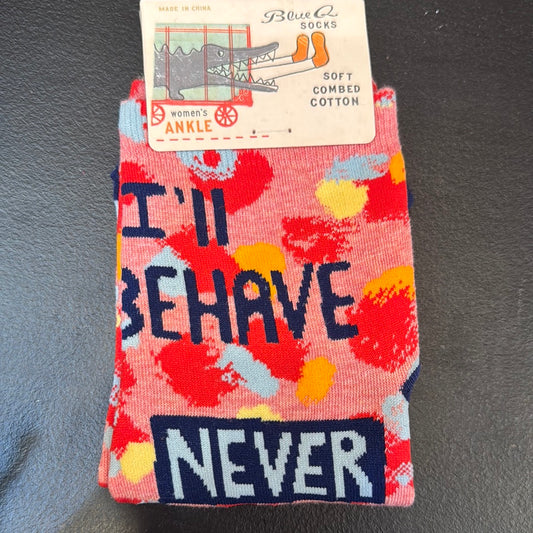 MADE IN CHINA
Blue Q
SOCKS
SOFT
COMBED
COTTON
women's
ANKLE
I'll
BEHAVE
NEVER